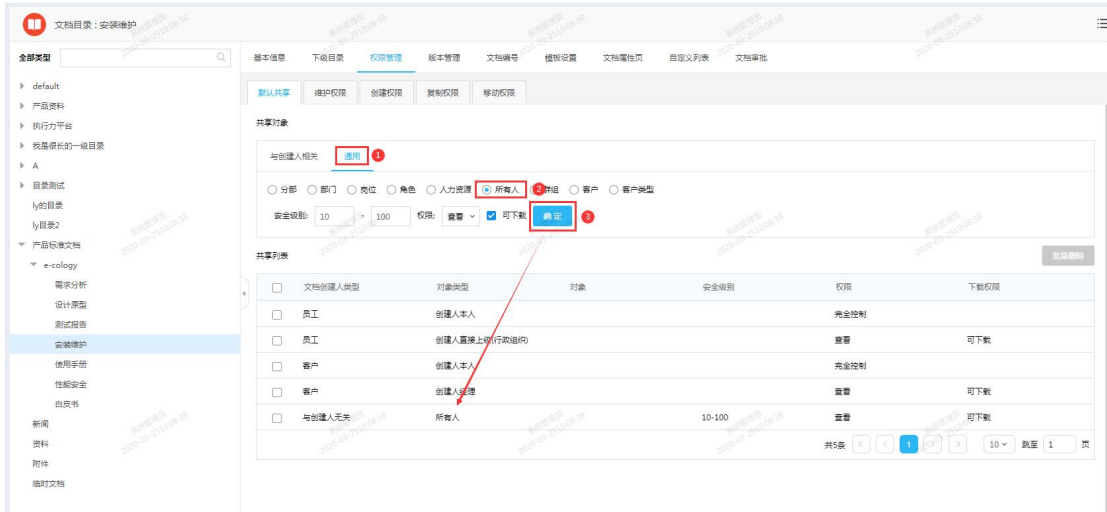 文档目录 : 安装维护
全部类型
default
产品资料
执行力平台
我是很长的一级目录
A
目录测试
ly的目录
ly目录2
产品标准文档
e-cology
需求分析
设计原型
测试报告
安装维护
使用手册
性能安全
白皮书
新闻
资料
附件
临时文档
基本信息 下级目录 权限管理 版本管理 文档编号 模板设置 文档属性页 自定义列表 文档审批
默认共享 维护权限 创建权限 复制权限 移动权限
共享对象
与创建人相关 通用 1
分部 部门 岗位 角色 人力资源 所有人 2 群组 客户 客户类型
安全级别: 10 - 100 权限: 查看 可下载 确定 3
共享列表 批量删除
文档创建人类型 对象类型 对象 安全级别 权限 下载权限
员工 创建人本人 完全控制
员工 创建人直接上级(行政组织) 查看 可下载
客户 创建人本人 完全控制
客户 创建人经理 查看 可下载
与创建人无关 所有人 10-100 查看 可下载
共5条 1 2 10 跳至 1 页
系统管理员
2020-03-25 10:08:38